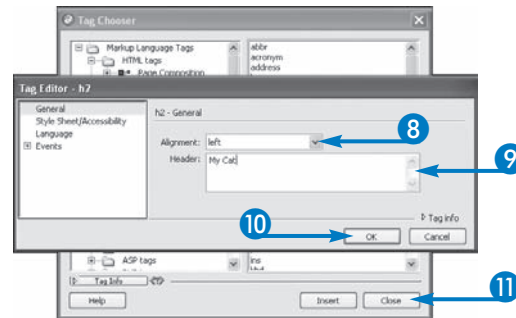 Tag Chooser
Markup Language Tags
HTML tags
Page Composition
abbr
acronym
address
Tag Editor - h2
General
Style Sheet/Accessibility
Language
Events
h2 - General
Alignment: left
8
Header: My Cat
9
Tag info
10
OK Cancel
ASP tags
ins
Tag Info
11
Help Insert Close